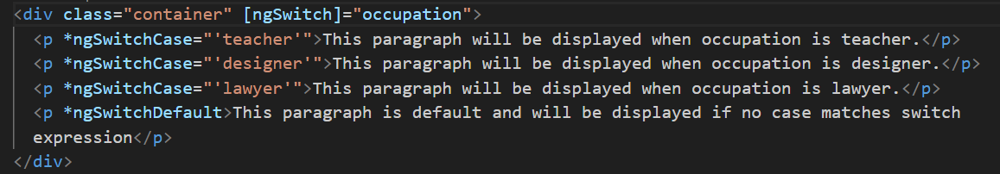 <div class="container" [ngSwitch]="occupation">
  <p *ngSwitchCase="'teacher'">This paragraph will be displayed when occupation is teacher.</p>
  <p *ngSwitchCase="'designer'">This paragraph will be displayed when occupation is designer.</p>
  <p *ngSwitchCase="'lawyer'">This paragraph will be displayed when occupation is lawyer.</p>
  <p *ngSwitchDefault>This paragraph is default and will be displayed if no case matches switch
  expression</p>
</div>